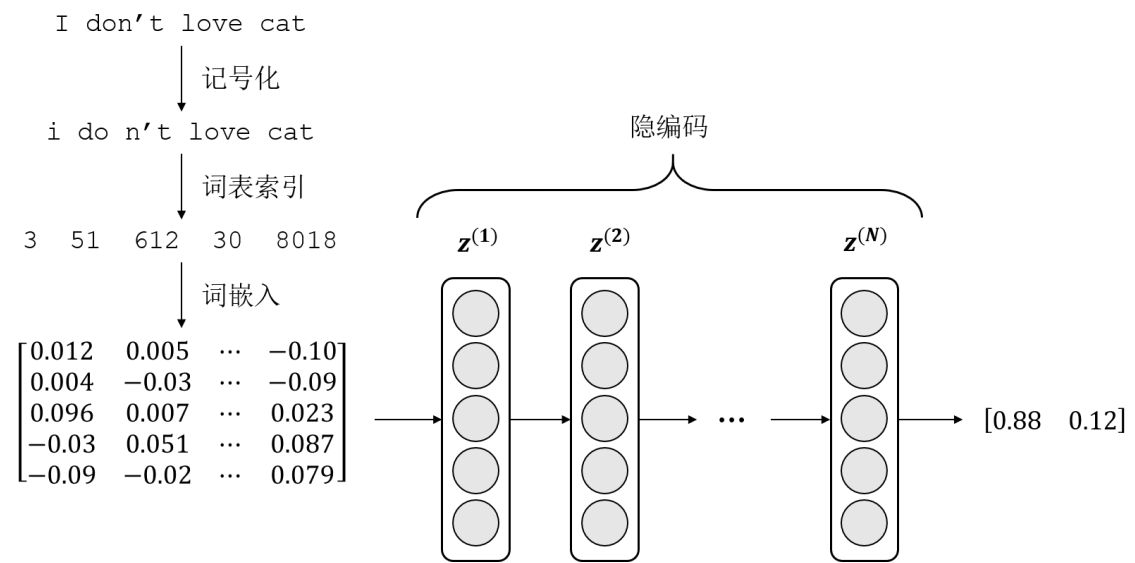 I don't love cat
记号化
i do n't love cat
词表索引
3 51 612 30 8018
词嵌入
0.012 0.005 ⋯ −0.10
0.004 −0.03 ⋯ −0.09
0.096 0.007 ⋯ 0.023
−0.03 0.051 ⋯ 0.087
−0.09 −0.02 ⋯ 0.079
隐编码
z(1) z(2) z(N)
⋯
[0.88 0.12]